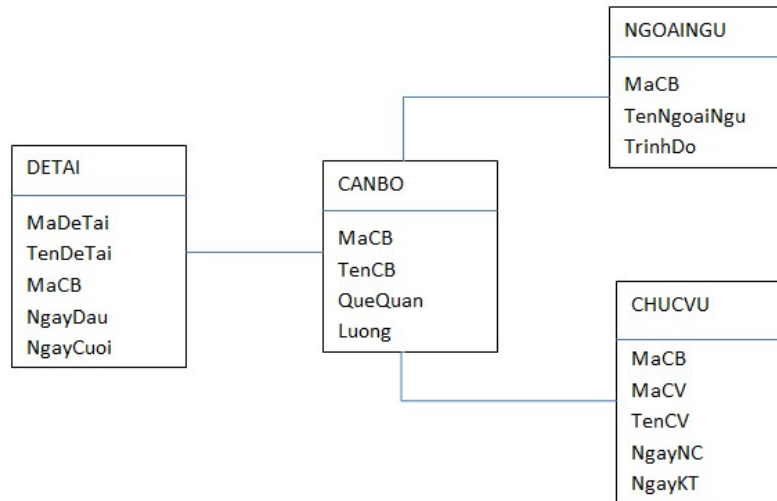 NGOAINGU
MaCB
TenNgoaiNgu
TrinhDo
DETAI
MaDeTai
TenDeTai
MaCB
NgayDau
NgayCuoi
CANBO
MaCB
TenCB
QueQuan
Luong
CHUCVU
MaCB
MaCV
TenCV
NgayNC
NgayKT